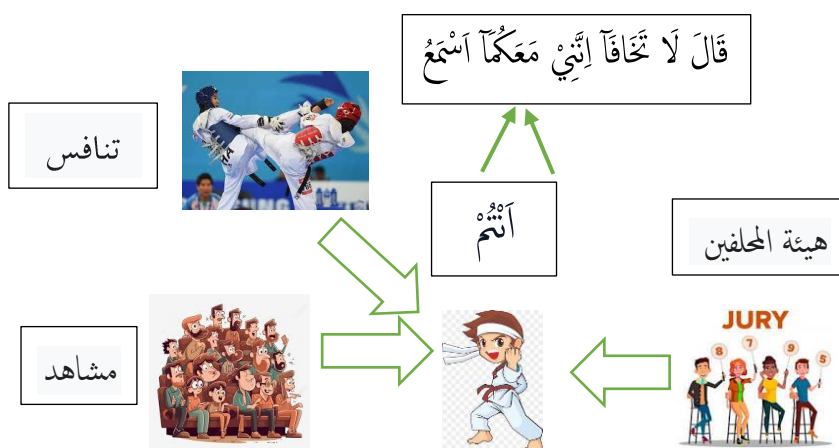 قَالَ لَا تَخَافَآ اِنَّنِيْ مَعَكُمَآ اَسْمَعُ
تنافس
اَنْتُمْ
هيئة المحلفين
JURY
8 7 9 5
مشاهد